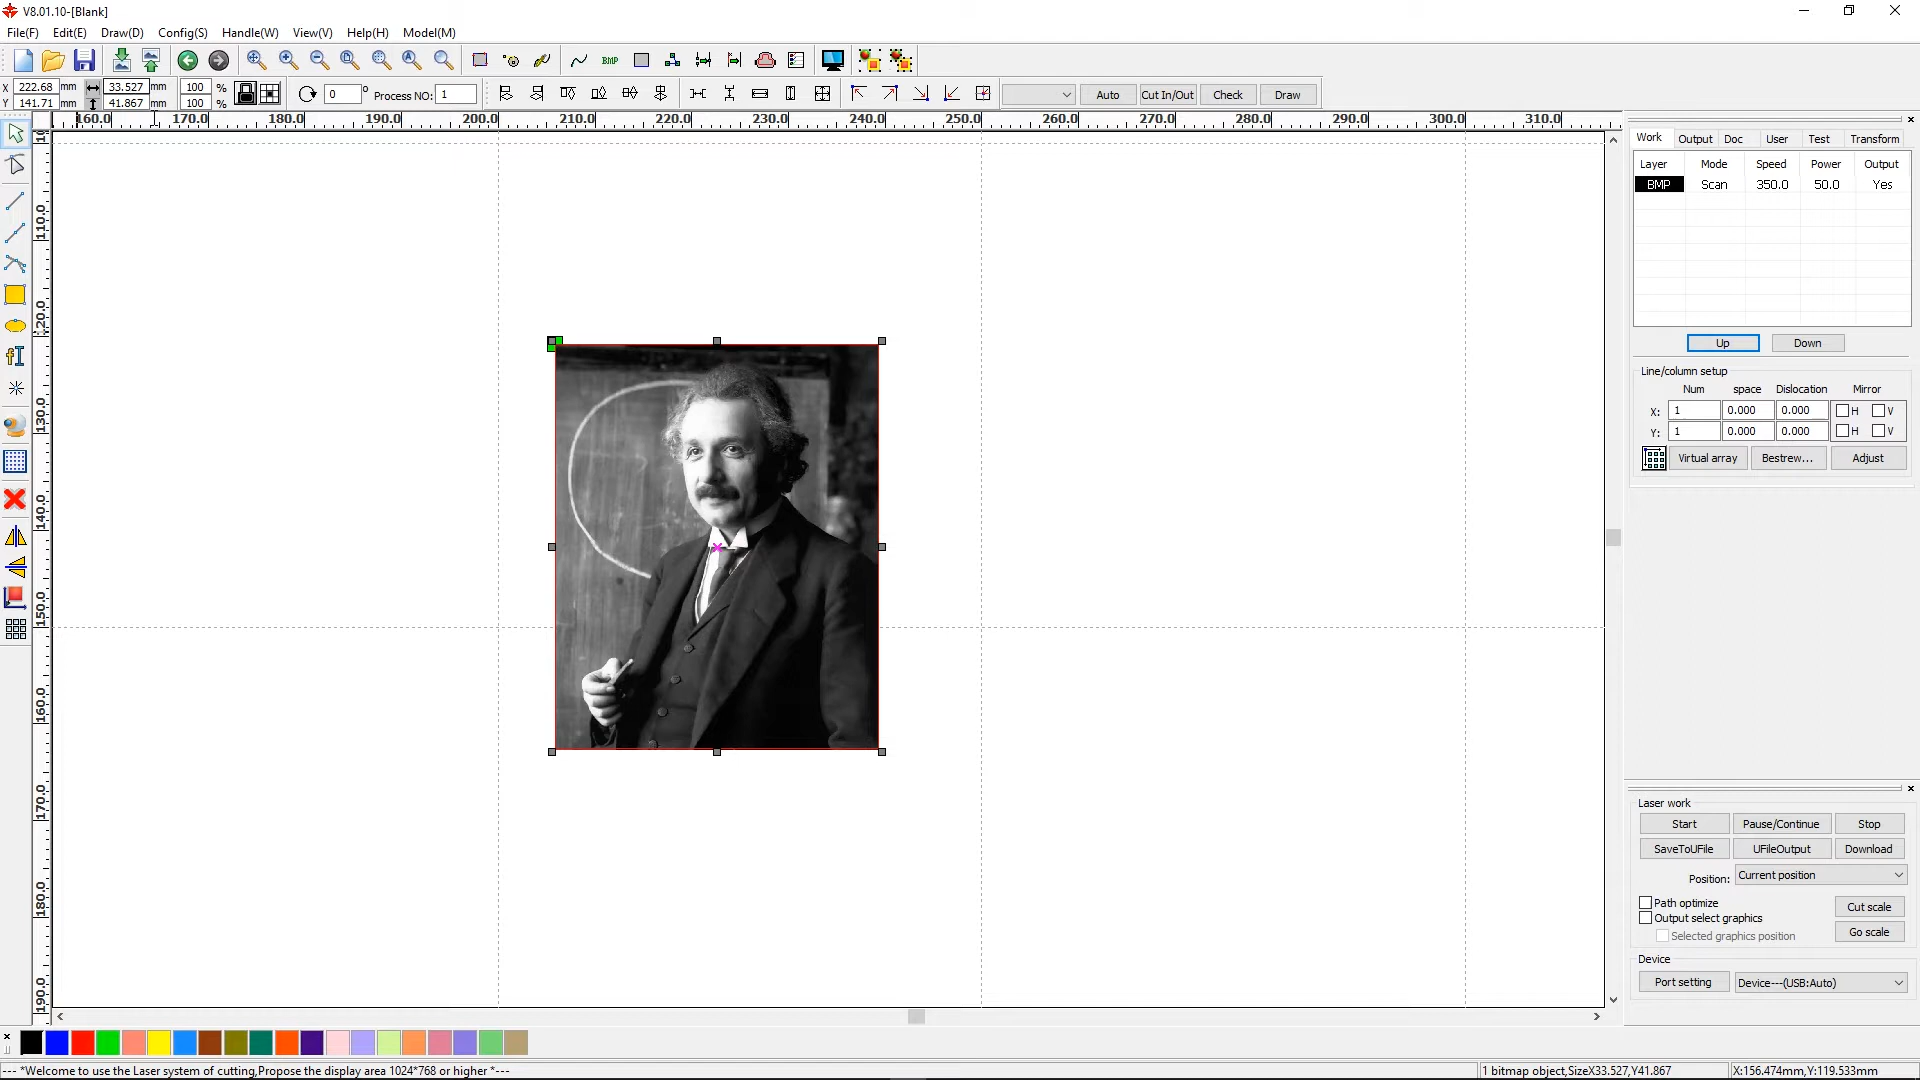 V8.01.10-[Blank]
File(F) Edit(E) Draw(D) Config(S) Handle(W) View(V) Help(H) Model(M)
BMP
X 222.68 mm 33.527 mm 100 %
Y 141.71 mm 41.867 mm 100 %
0 ° Process NO: 1
Auto Cut In/Out Check Draw
160.0 170.0 180.0 190.0 200.0 210.0 220.0 230.0 240.0 250.0 260.0 270.0 280.0 290.0 300.0 310.0
110.0
120.0
130.0
140.0
150.0
160.0
170.0
180.0
190.0
Work Output Doc User Test Transform
Layer Mode Speed Power Output
BMP Scan 350.0 50.0 Yes
Up Down
Line/column setup
Num space Dislocation Mirror
X: 1 0.000 0.000 H V
Y: 1 0.000 0.000 H V
Virtual array Bestrew... Adjust
Laser work
Start Pause/Continue Stop
SaveToUFile UFileOutput Download
Position: Current position
Path optimize
Output select graphics
Selected graphics position
Cut scale
Go scale
Device
Port setting Device---(USB:Auto)
--- *Welcome to use the Laser system of cutting,Propose the display area 1024*768 or higher *---
1 bitmap object,SizeX33.527,Y41.867
X:156.474mm,Y:119.533mm